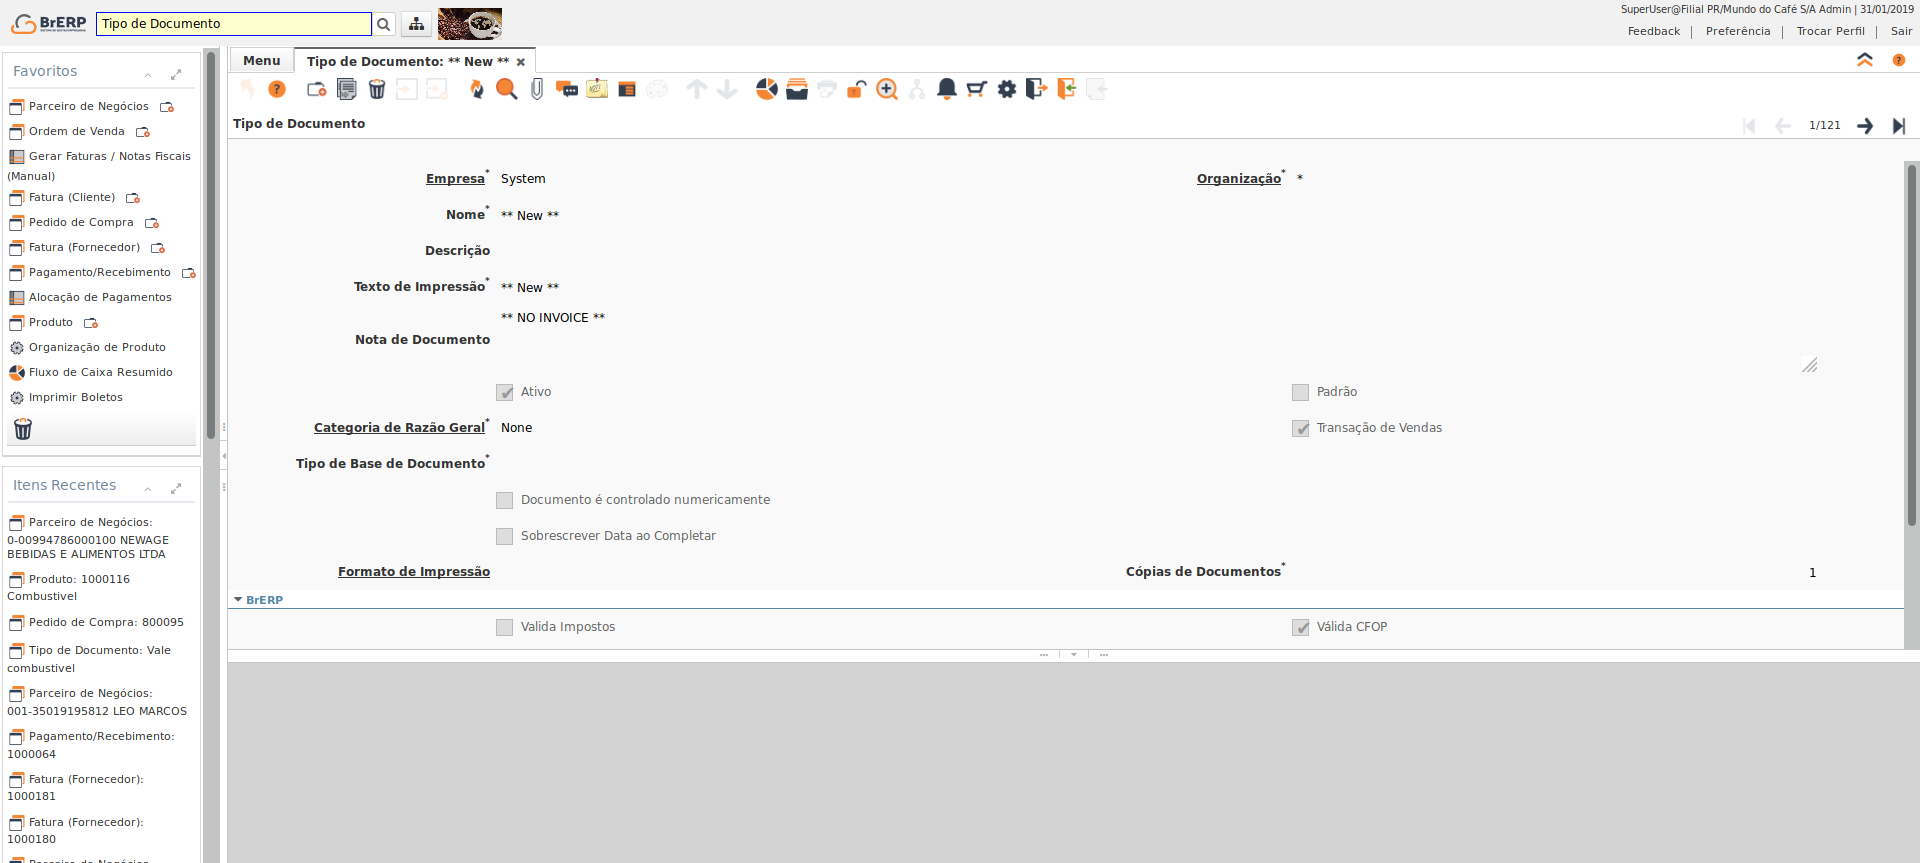 BrERP
Tipo de Documento
SuperUser@Filial PR/Mundo do Café S/A Admin | 31/01/2019
Feedback | Preferência | Trocar Perfil | Sair
Favoritos
Parceiro de Negócios
Ordem de Venda
Gerar Faturas / Notas Fiscais
(Manual)
Fatura (Cliente)
Pedido de Compra
Fatura (Fornecedor)
Pagamento/Recebimento
Alocação de Pagamentos
Produto
Organização de Produto
Fluxo de Caixa Resumido
Imprimir Boletos
Itens Recentes
Parceiro de Negócios:
0-00994786000100 NEWAGE
BEBIDAS E ALIMENTOS LTDA
Produto: 1000116
Combustivel
Pedido de Compra: 800095
Tipo de Documento: Vale
combustivel
Parceiro de Negócios:
001-35019195812 LEO MARCOS
Pagamento/Recebimento:
1000064
Fatura (Fornecedor):
1000181
Fatura (Fornecedor):
1000180
Menu
Tipo de Documento: ** New **
Tipo de Documento
1/121
Empresa* System
Organização* *
Nome* ** New **
Descrição
Texto de Impressão* ** New **
** NO INVOICE **
Nota de Documento
Ativo
Padrão
Categoria de Razão Geral* None
Transação de Vendas
Tipo de Base de Documento*
Documento é controlado numericamente
Sobrescrever Data ao Completar
Formato de Impressão
Cópias de Documentos* 1
BrERP
Valida Impostos
Válida CFOP